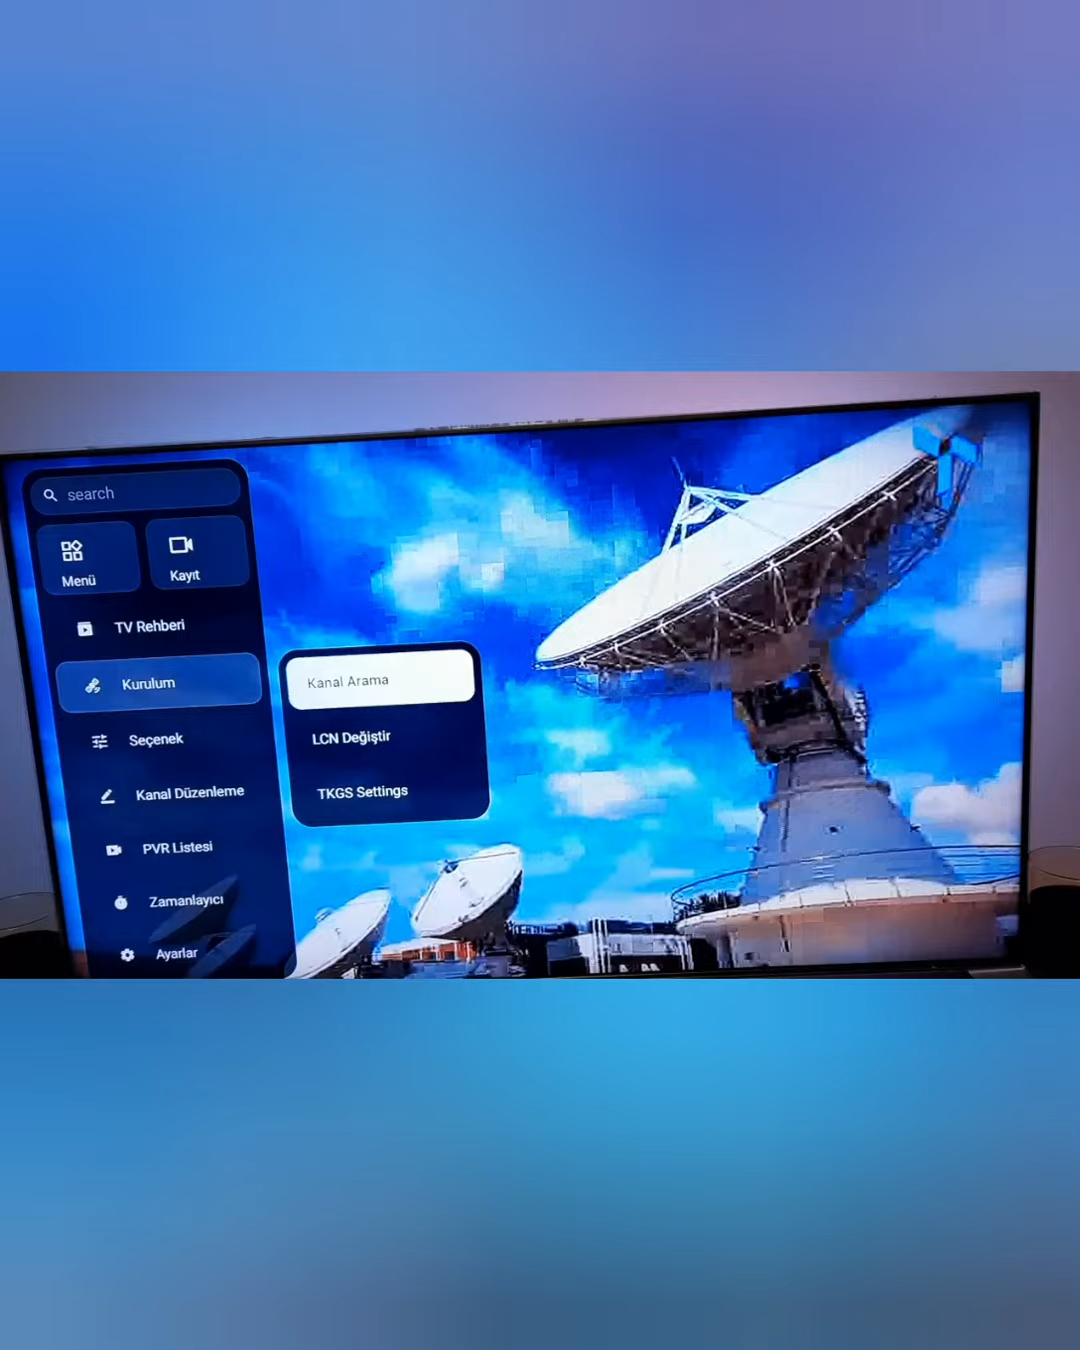 search
Menü
Kayıt
TV Rehberi
Kurulum
Seçenek
Kanal Düzenleme
PVR Listesi
Zamanlayıcı
Ayarlar
Kanal Arama
LCN Değiştir
TKGS Settings